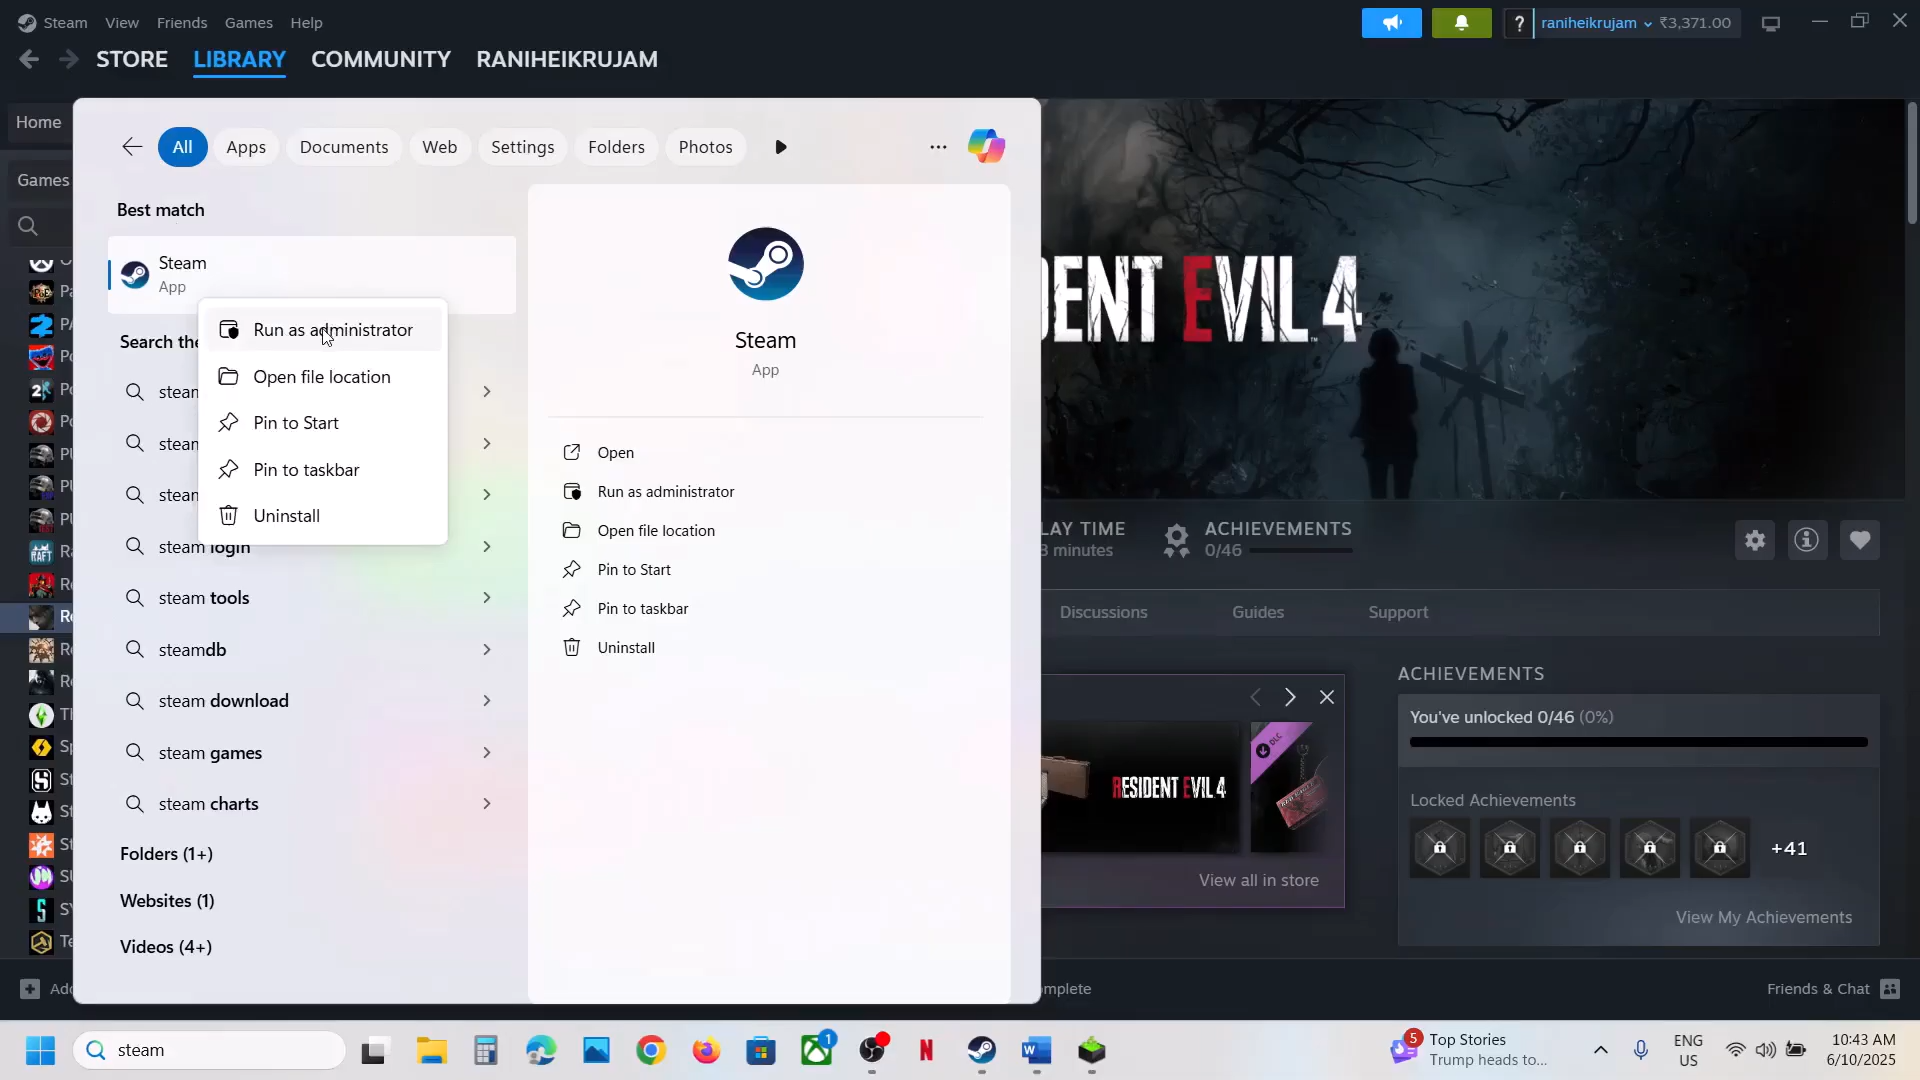 Steam View Friends Games Help
? raniheikrujam ₹3,371.00
STORE LIBRARY COMMUNITY RANIHEIKRUJAM
Home
Games
All Apps Documents Web Settings Folders Photos
Best match
Steam
App
Search the
Run as administrator
Open file location
Pin to Start
Pin to taskbar
Uninstall
steam login
steam tools
steamdb
steam download
steam games
steam charts
Folders (1+)
Websites (1)
Videos (4+)
Steam
App
Open
Run as administrator
Open file location
Pin to Start
Pin to taskbar
Uninstall
DENT EVIL 4
LAY TIME
8 minutes
ACHIEVEMENTS
0/46
Discussions Guides Support
RESIDENT EVIL 4
DLC
View all in store
ACHIEVEMENTS
You've unlocked 0/46 (0%)
Locked Achievements
+41
View My Achievements
Friends & Chat
steam
1
5
Top Stories
Trump heads to...
ENG
US
10:43 AM
6/10/2025